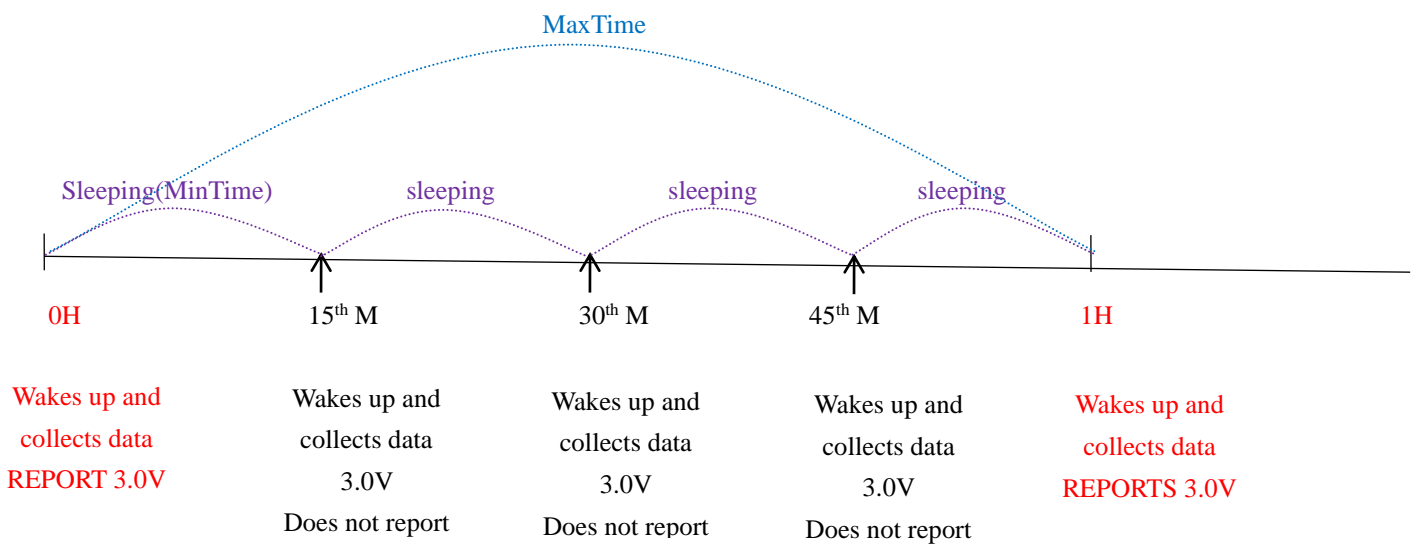 MaxTime
Sleeping(MinTime)
sleeping
sleeping
sleeping
0H
15th M
30th M
45th M
1H
Wakes up and
collects data
REPORT 3.0V
Wakes up and
collects data
3.0V
Does not report
Wakes up and
collects data
3.0V
Does not report
Wakes up and
collects data
3.0V
Does not report
Wakes up and
collects data
REPORTS 3.0V